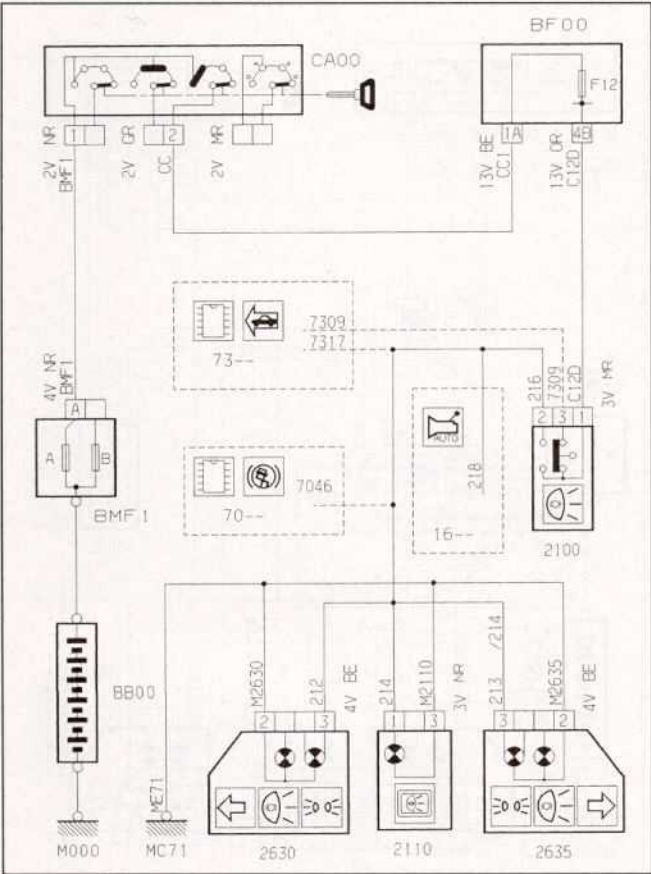 BF00
CA00
F12
1
2
1A
4B
2V NR
BMF1
2V GR
CC
2V MR
13V BE
CC1
13V OR
C12D
7309
7317
73--
4V NR
BMF1
A
216
7309
C12D
3V MR
2
3
1
AUTO
218
16--
2100
A
B
BMF1
7046
70--
BB00
M2630
212
4V BE
214
M2110
3V NR
213
/214
M2635
4V BE
2
3
1
3
3
2
ME71
M000
MC71
2630
2110
2635